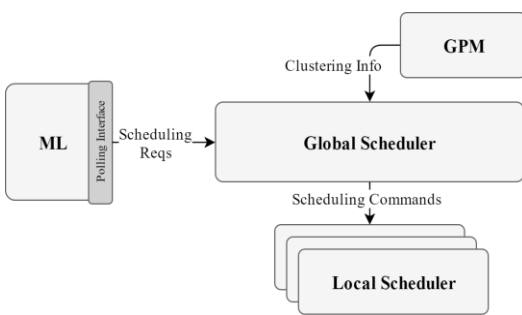 GPM
Clustering Info
ML
Polling Interface
Scheduling
Reqs
Global Scheduler
Scheduling Commands
Local Scheduler